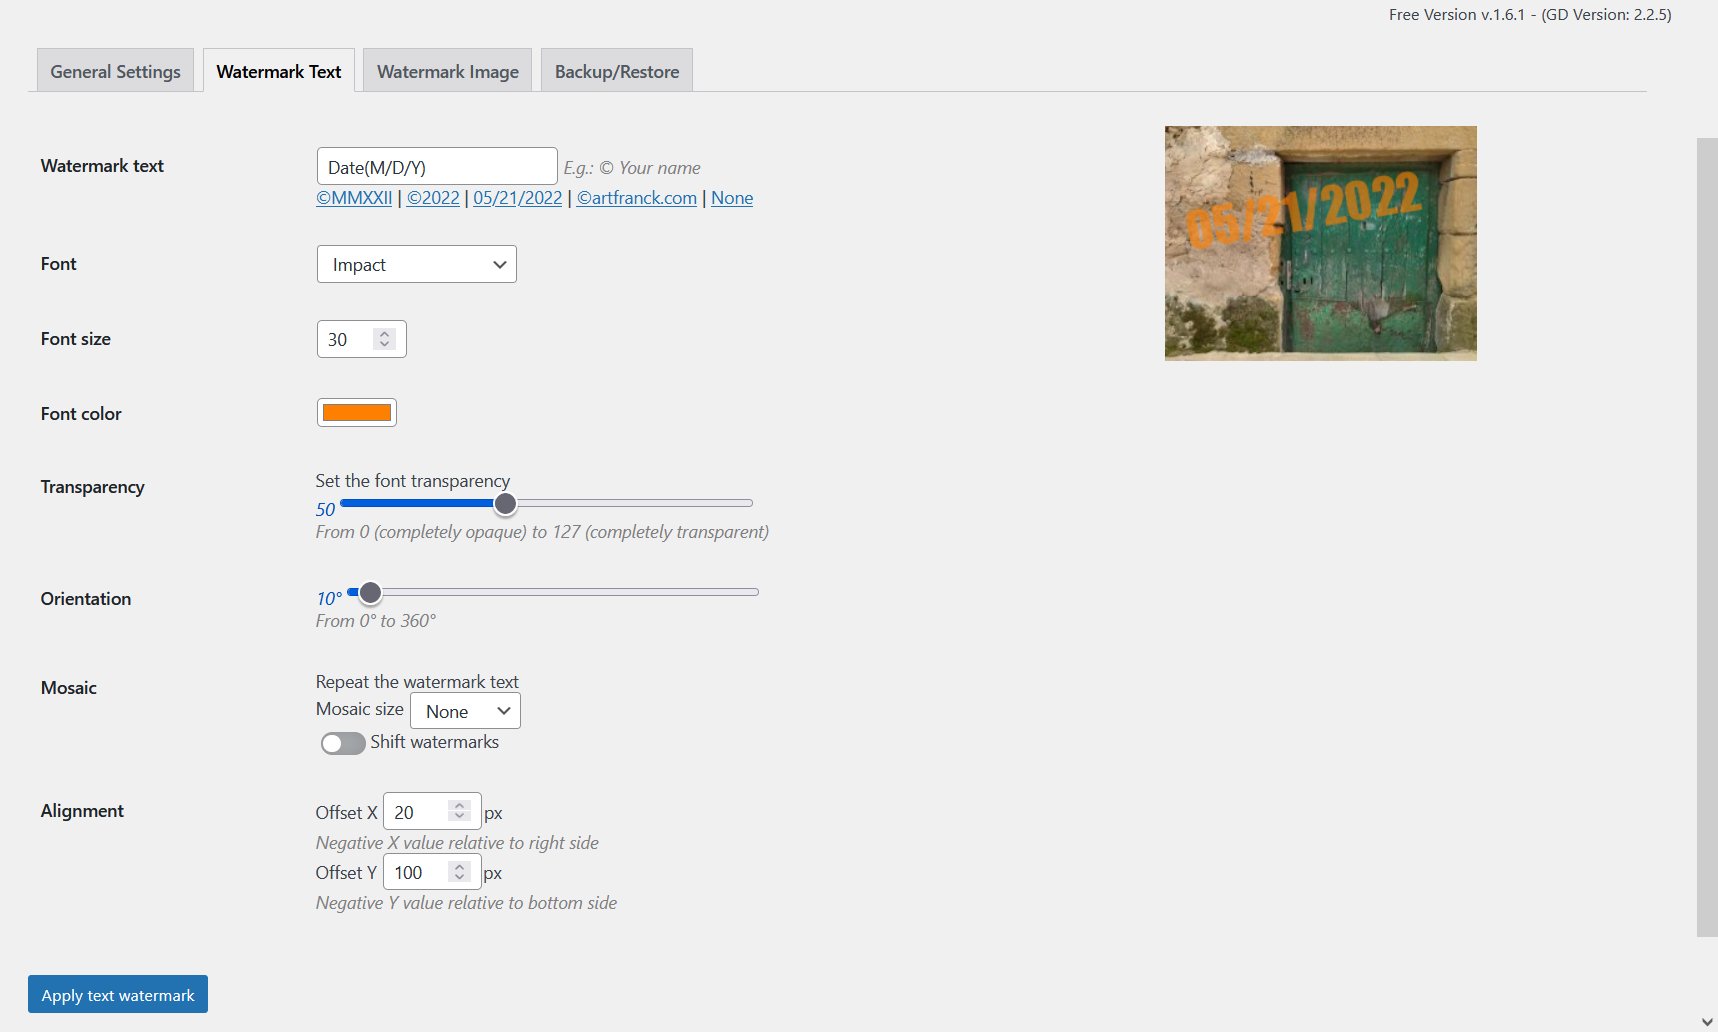 Free Version v.1.6.1 - (GD Version: 2.2.5)
General Settings Watermark Text Watermark Image Backup/Restore
Watermark text Date(M/D/Y) E.g.: © Your name
©MMXXII | ©2022 | 05/21/2022 | ©artfranck.com | None
05/21/2022
Font Impact
Font size 30
Font color
Transparency Set the font transparency
50
From 0 (completely opaque) to 127 (completely transparent)
Orientation 10°
From 0° to 360°
Mosaic Repeat the watermark text
Mosaic size None
Shift watermarks
Alignment Offset X 20 px
Negative X value relative to right side
Offset Y 100 px
Negative Y value relative to bottom side
Apply text watermark